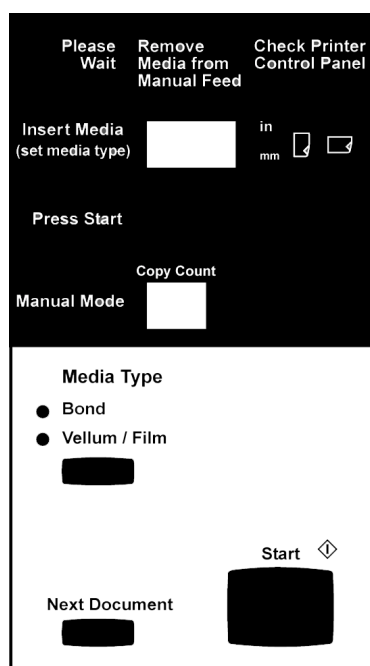 Please Wait
Remove Media from Manual Feed
Check Printer Control Panel
Insert Media
(set media type)
in
mm
Press Start
Copy Count
Manual Mode
Media Type
Bond
Vellum / Film
Start
Next Document